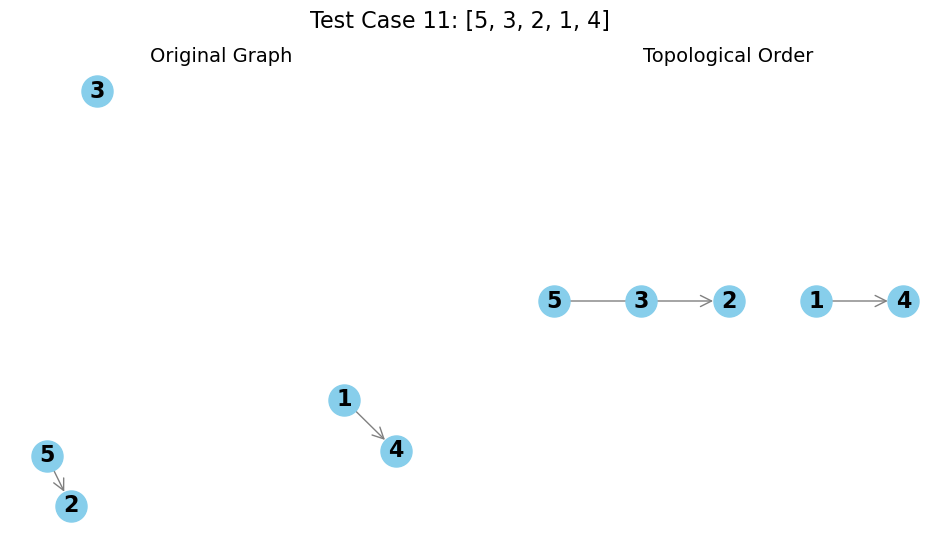 Test Case 11: [5, 3, 2, 1, 4]
Original Graph
3
1
4
5
2
Topological Order
5 3 2 1 4